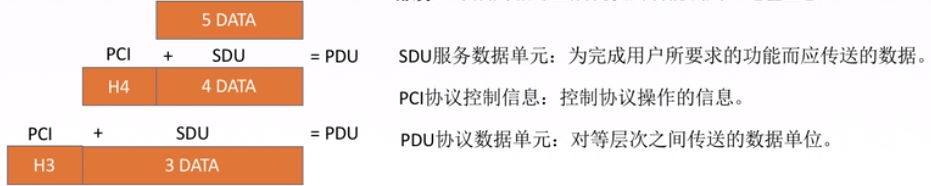 5 DATA
PCI + SDU = PDU
H4 4 DATA
PCI + SDU = PDU
H3 3 DATA
SDU服务数据单元：为完成用户所要求的功能而应传送的数据。
PCI协议控制信息：控制协议操作的信息。
PDU协议数据单元：对等层次之间传送的数据单位。